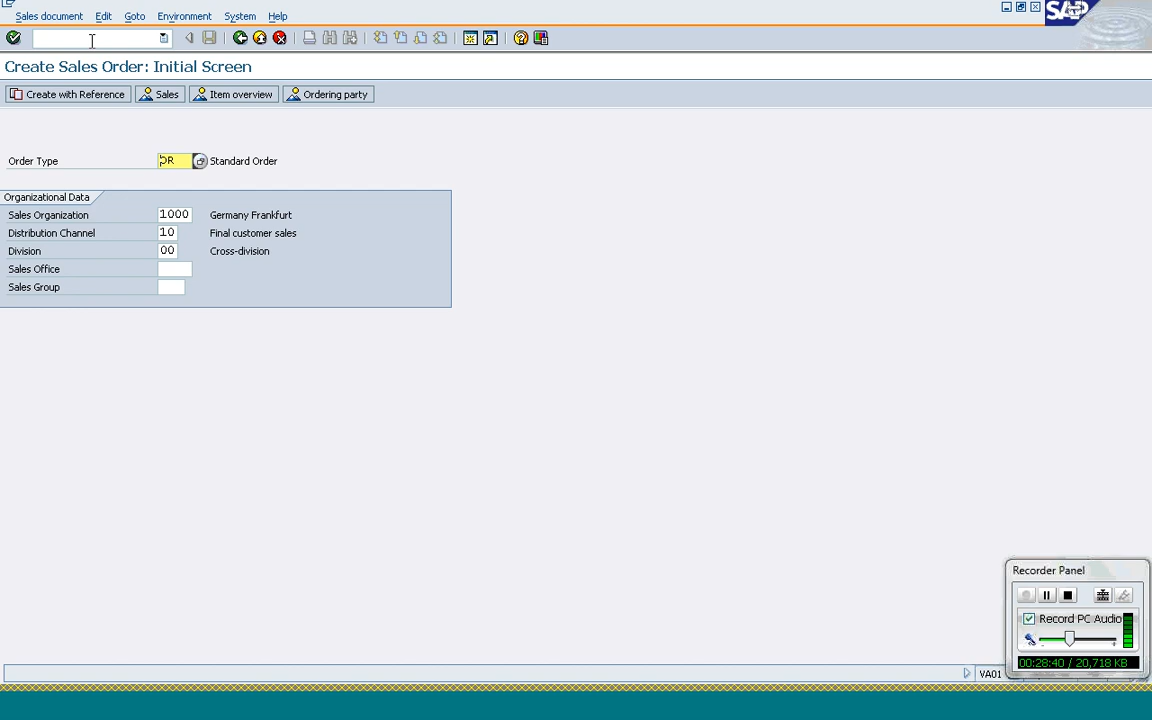 Sales document Edit Goto Environment System Help
SAP
Create Sales Order: Initial Screen
Create with Reference Sales Item overview Ordering party
Order Type OR Standard Order
Organizational Data
Sales Organization 1000 Germany Frankfurt
Distribution Channel 10 Final customer sales
Division 00 Cross-division
Sales Office
Sales Group
Recorder Panel
Record PC Audio
00:28:40 / 20,718 KB
VA01